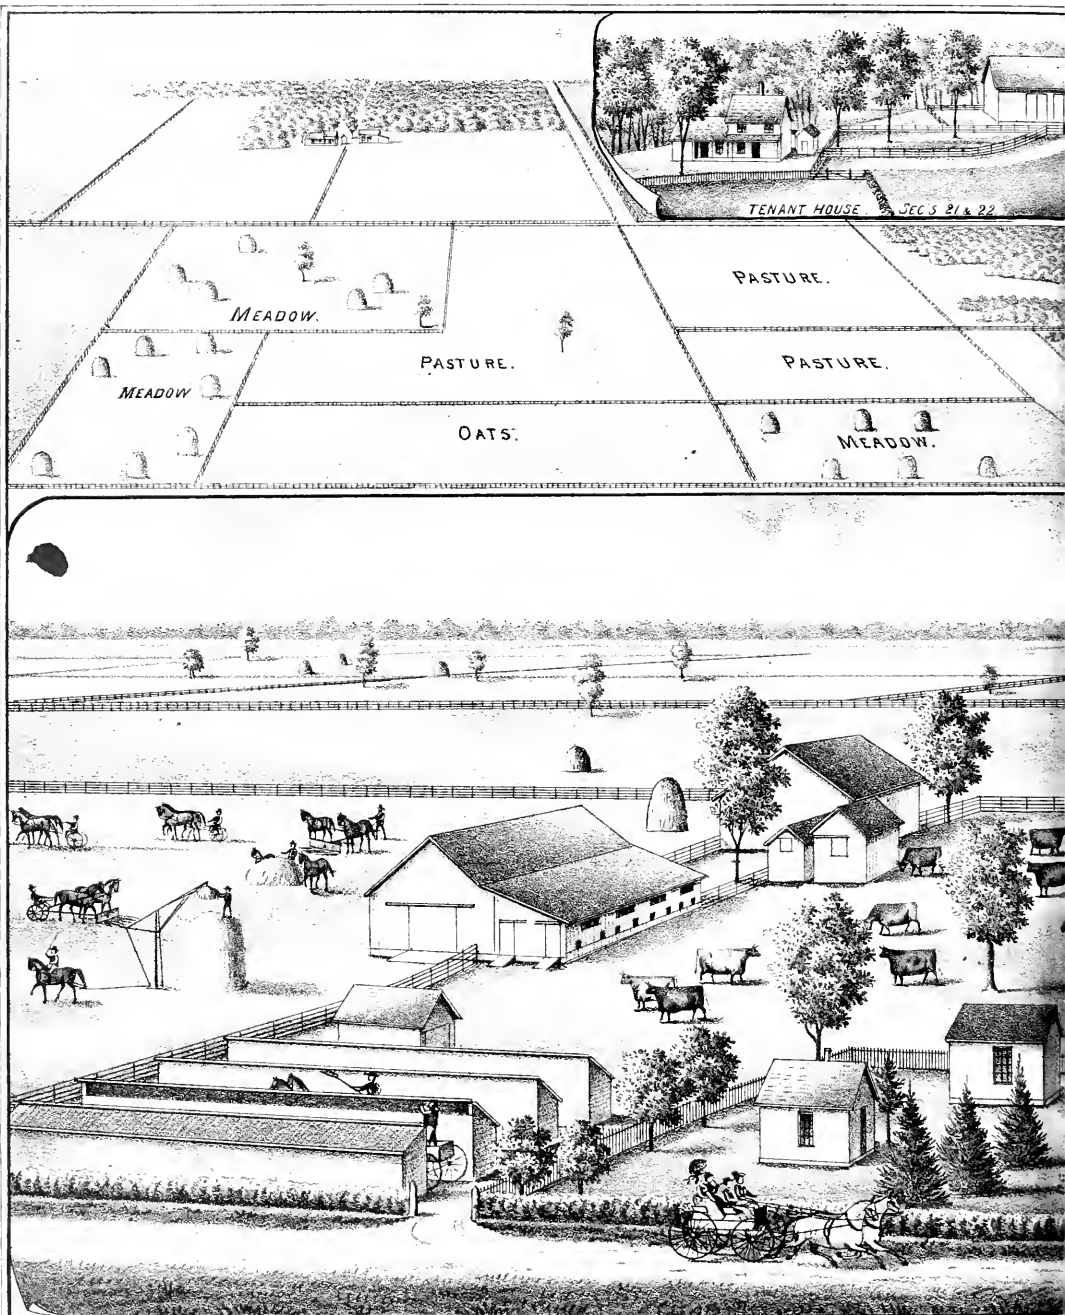 TENANT HOUSE. SEC'S 21 & 22
PASTURE.
MEADOW.
PASTURE.
PASTURE.
MEADOW
OATS.
MEADOW.